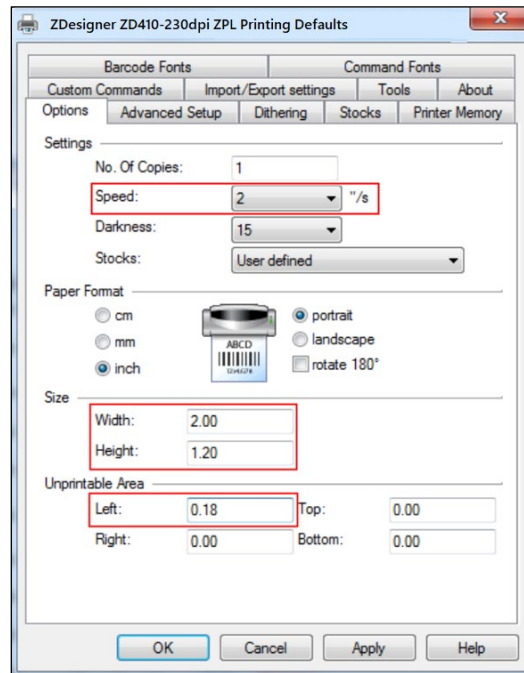 ZDesigner ZD410-230dpi ZPL Printing Defaults
X
Barcode Fonts Command Fonts
Custom Commands Import/Export settings Tools About
Options Advanced Setup Dithering Stocks Printer Memory
Settings
No. Of Copies: 1
Speed: 2 "/s
Darkness: 15
Stocks: User defined
Paper Format
cm portrait
mm landscape
inch rotate 180°
ABCD
Size
Width: 2.00
Height: 1.20
Unprintable Area
Left: 0.18 Top: 0.00
Right: 0.00 Bottom: 0.00
OK Cancel Apply Help